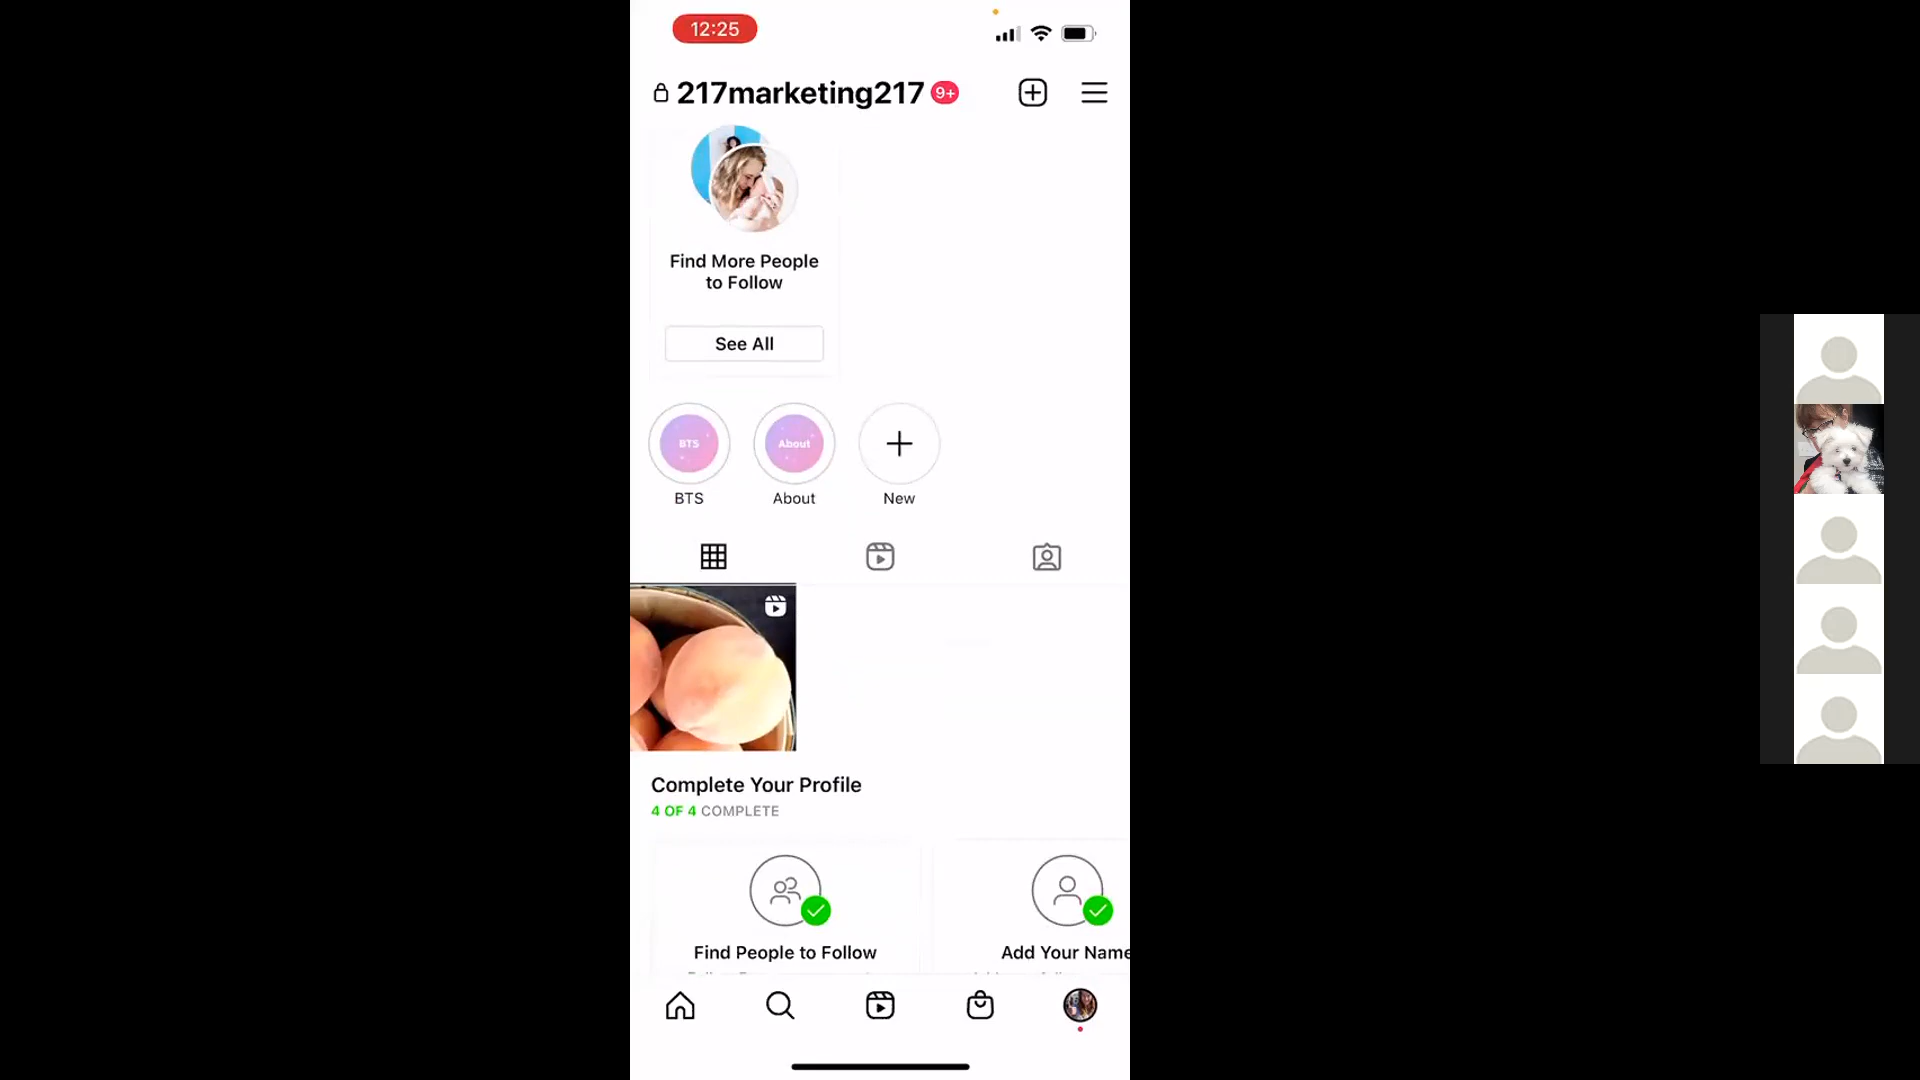 12:25
217marketing217 9+
Find More People
to Follow
See All
BTS
About
BTS
About
New
Complete Your Profile
4 OF 4 COMPLETE
Find People to Follow
Add Your Name